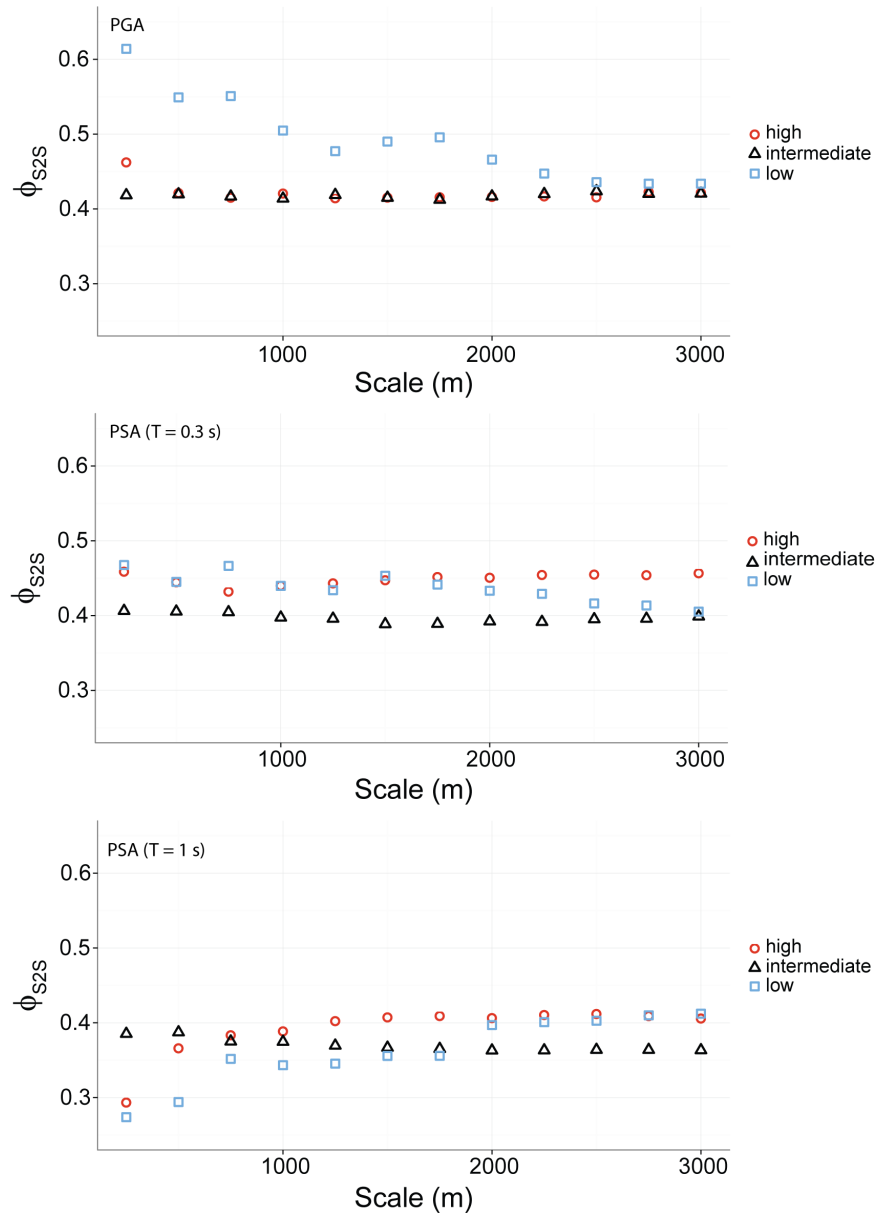 PGA
0.6
0.5
0.4
0.3
ϕS2S
1000
2000
3000
Scale (m)
high
intermediate
low
PSA (T = 0.3 s)
0.6
0.5
0.4
0.3
ϕS2S
1000
2000
3000
Scale (m)
high
intermediate
low
PSA (T = 1 s)
0.6
0.5
0.4
0.3
ϕS2S
1000
2000
3000
Scale (m)
high
intermediate
low